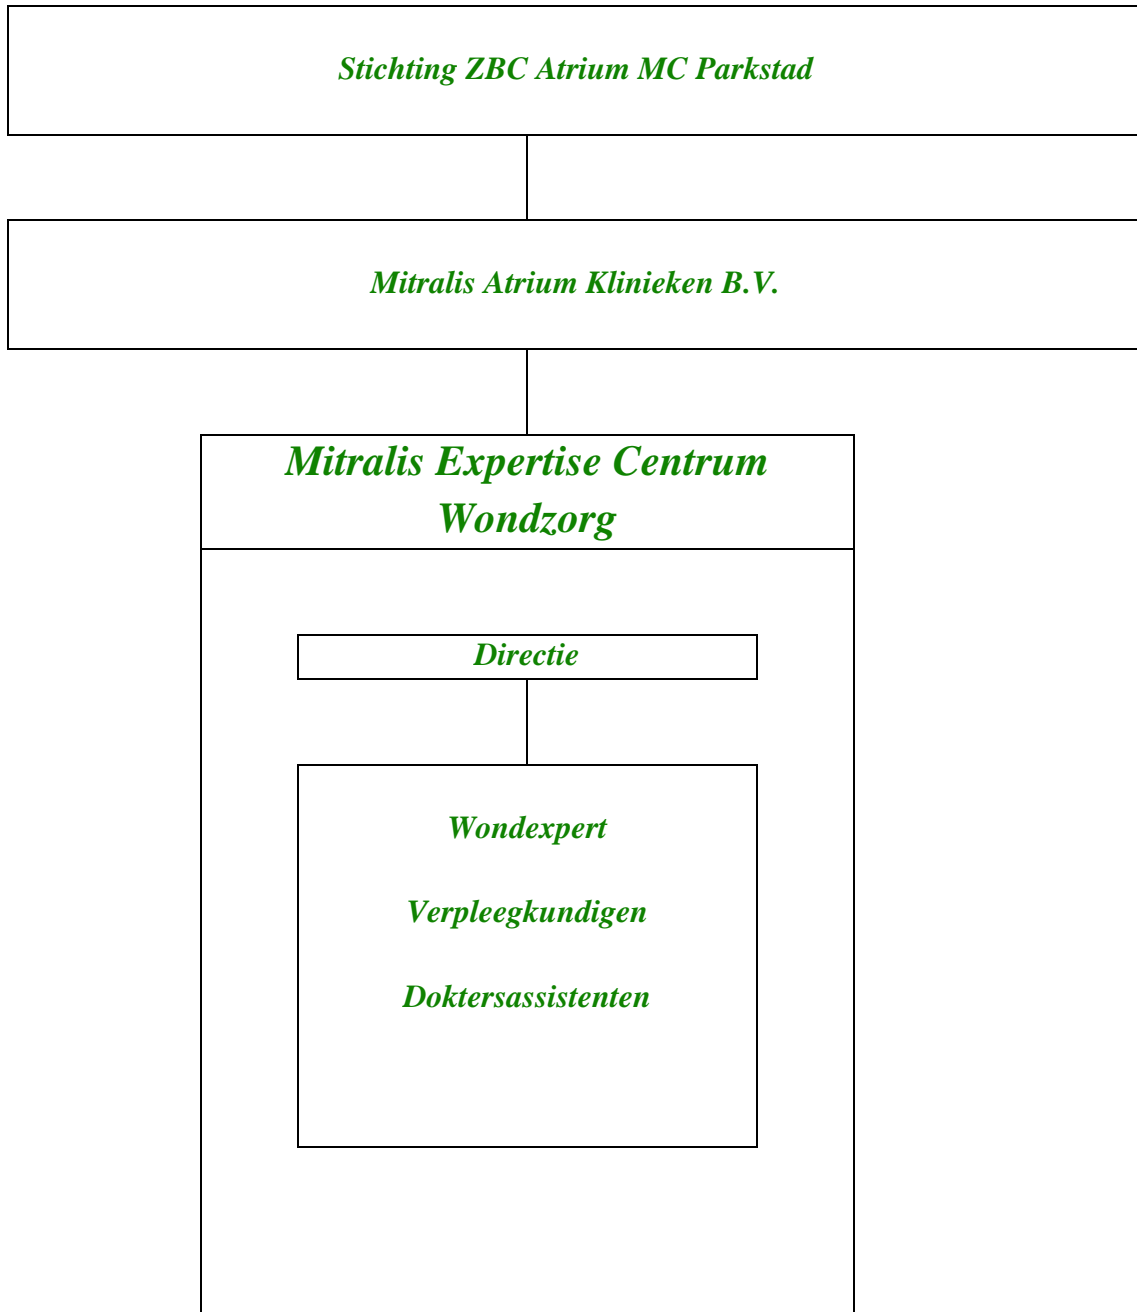 Stichting ZBC Atrium MC Parkstad
Mitralis Atrium Klinieken B.V.
Mitralis Expertise Centrum
Wondzorg
Directie
Wondexpert
Verpleegkundigen
Doktersassistenten